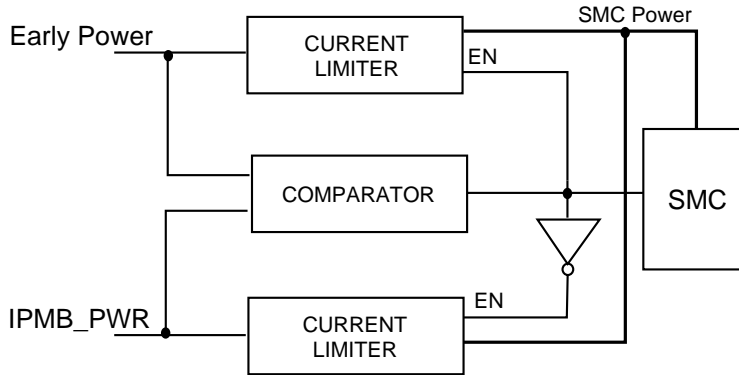 SMC Power
Early Power
CURRENT
LIMITER
EN
COMPARATOR
SMC
EN
IPMB_PWR
CURRENT
LIMITER